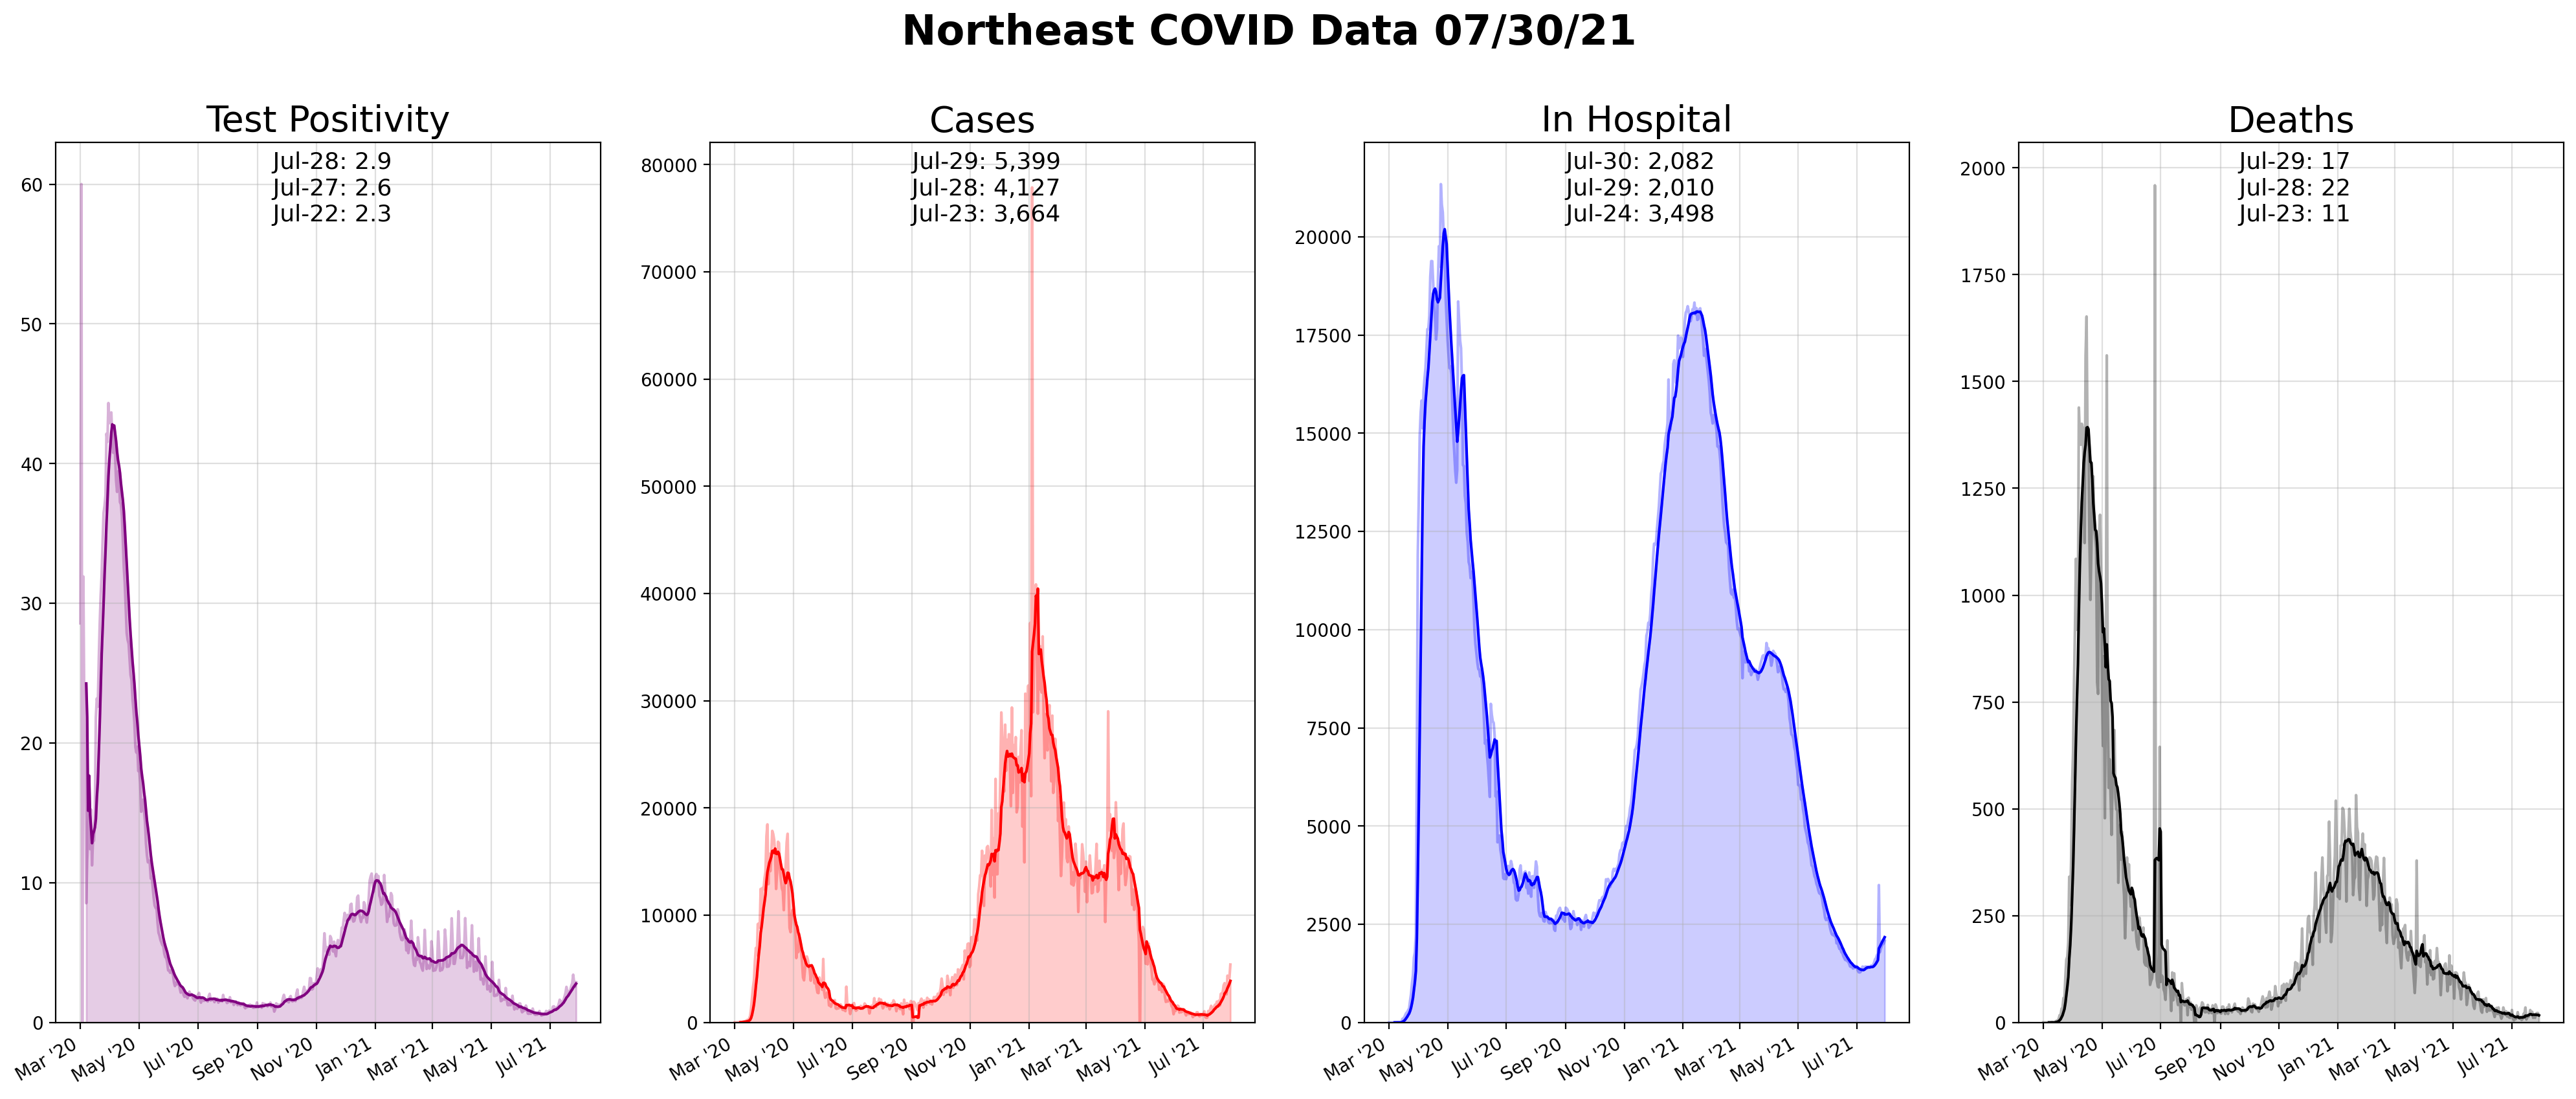 Northeast COVID Data 07/30/21
Test Positivity
Jul-28: 2.9
Jul-27: 2.6
Jul-22: 2.3
60
50
40
30
20
10
0
Mar '20
May '20
Jul '20
Sep '20
Nov '20
Jan '21
Mar '21
May '21
Jul '21
Cases
Jul-29: 5,399
Jul-28: 4,127
Jul-23: 3,664
80000
70000
60000
50000
40000
30000
20000
10000
0
Mar '20
May '20
Jul '20
Sep '20
Nov '20
Jan '21
Mar '21
May '21
Jul '21
In Hospital
Jul-30: 2,082
Jul-29: 2,010
Jul-24: 3,498
20000
17500
15000
12500
10000
7500
5000
2500
0
Mar '20
May '20
Jul '20
Sep '20
Nov '20
Jan '21
Mar '21
May '21
Jul '21
Deaths
Jul-29: 17
Jul-28: 22
Jul-23: 11
2000
1750
1500
1250
1000
750
500
250
0
Mar '20
May '20
Jul '20
Sep '20
Nov '20
Jan '21
Mar '21
May '21
Jul '21